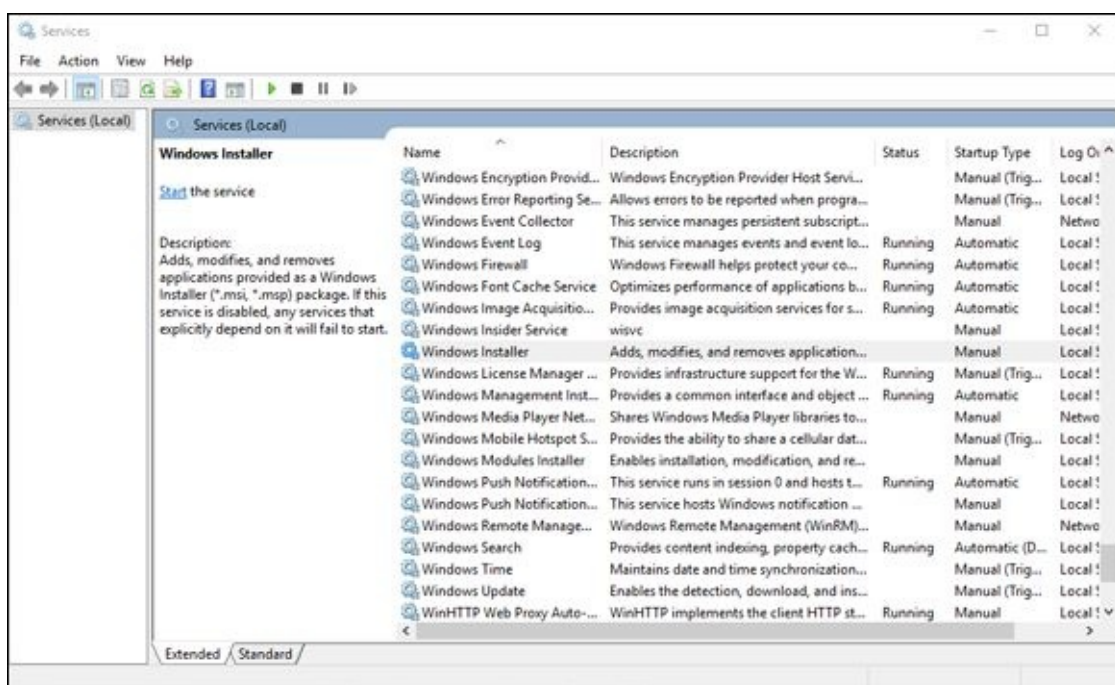 Services
File Action View Help
Services (Local)
Services (Local)
Windows Installer
Start the service
Description:
Adds, modifies, and removes
applications provided as a Windows
Installer (*.msi, *.msp) package. If this
service is disabled, any services that
explicitly depend on it will fail to start.
Name Description Status Startup Type Log O
Windows Encryption Provid... Windows Encryption Provider Host Servi... Manual (Trig... Local S
Windows Error Reporting Se... Allows errors to be reported when progra... Manual (Trig... Local S
Windows Event Collector This service manages persistent subscript... Manual Netwo
Windows Event Log This service manages events and event lo... Running Automatic Local S
Windows Firewall Windows Firewall helps protect your co... Running Automatic Local S
Windows Font Cache Service Optimizes performance of applications b... Running Automatic Local S
Windows Image Acquisitio... Provides image acquisition services for s... Running Automatic Local S
Windows Insider Service wisvc Manual Local S
Windows Installer Adds, modifies, and removes application... Manual Local S
Windows License Manager ... Provides infrastructure support for the W... Running Manual (Trig... Local S
Windows Management Inst... Provides a common interface and object ... Running Automatic Local S
Windows Media Player Net... Shares Windows Media Player libraries to... Manual Netwo
Windows Mobile Hotspot S... Provides the ability to share a cellular dat... Manual (Trig... Local S
Windows Modules Installer Enables installation, modification, and re... Manual Local S
Windows Push Notification... This service runs in session 0 and hosts t... Running Automatic Local S
Windows Push Notification... This service hosts Windows notification ... Manual Local S
Windows Remote Manage... Windows Remote Management (WinRM)... Manual Netwo
Windows Search Provides content indexing, property cach... Running Automatic (D... Local S
Windows Time Maintains date and time synchronization... Manual (Trig... Local S
Windows Update Enables the detection, download, and ins... Manual (Trig... Local S
WinHTTP Web Proxy Auto-... WinHTTP implements the client HTTP st... Running Manual Local S
Extended Standard